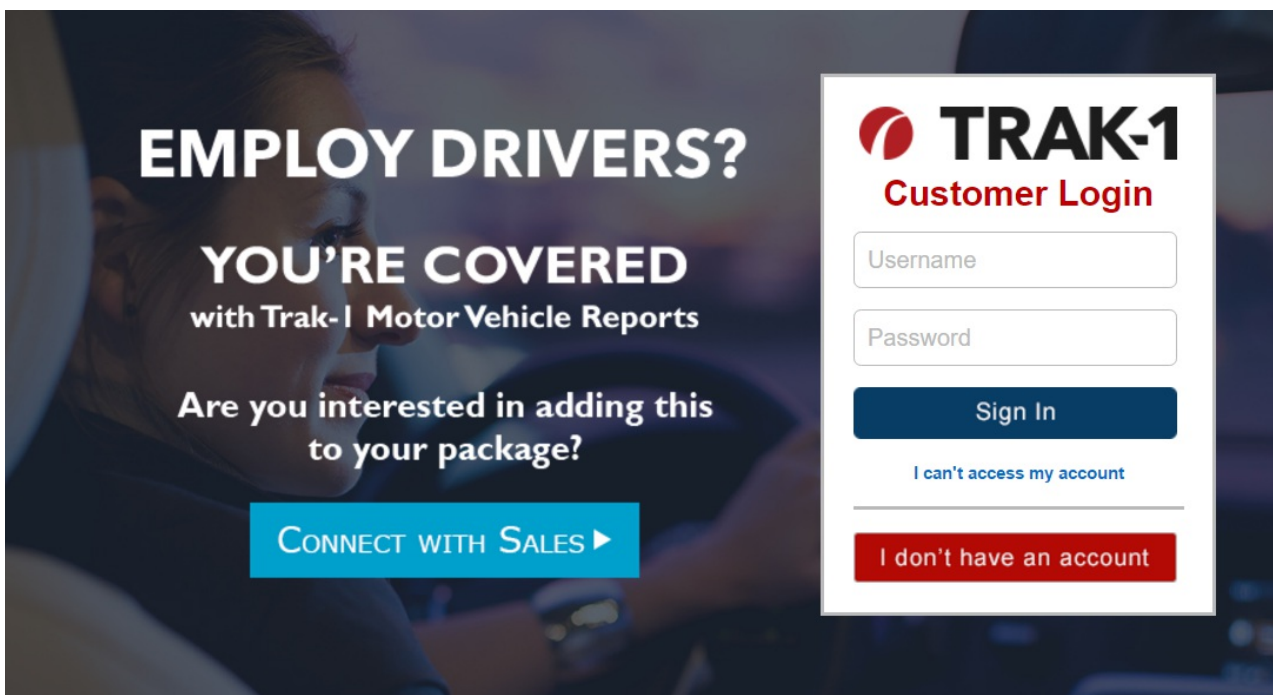 EMPLOY DRIVERS?
YOU'RE COVERED
with Trak-1 Motor Vehicle Reports
Are you interested in adding this
to your package?
CONNECT WITH SALES ▶
TRAK-1
Customer Login
Username
Password
Sign In
I can't access my account
I don't have an account